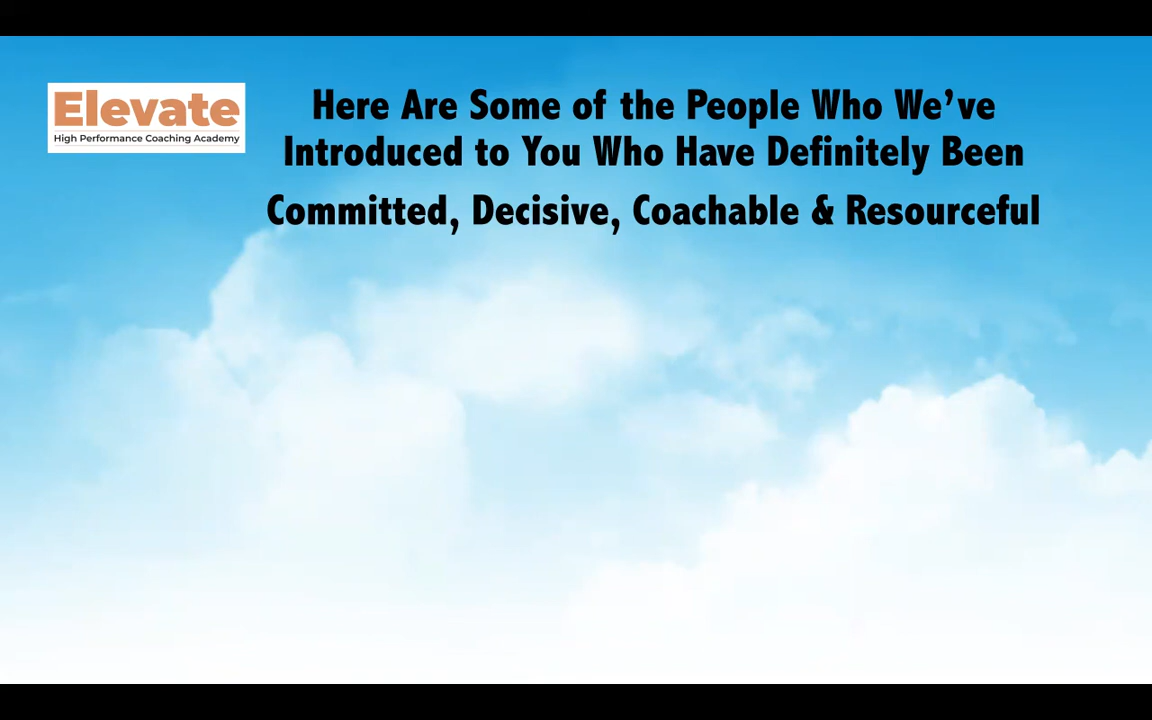 Elevate
High Performance Coaching Academy
Here Are Some of the People Who We’ve
Introduced to You Who Have Definitely Been
Committed, Decisive, Coachable & Resourceful